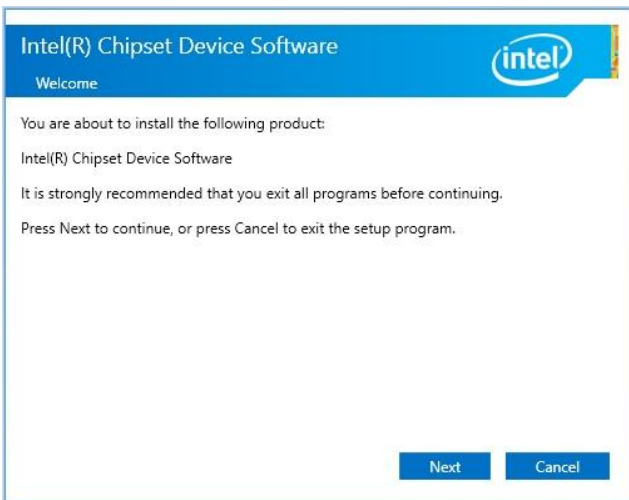 Intel(R) Chipset Device Software
intel
Welcome
You are about to install the following product:
Intel(R) Chipset Device Software
It is strongly recommended that you exit all programs before continuing.
Press Next to continue, or press Cancel to exit the setup program.
Next
Cancel